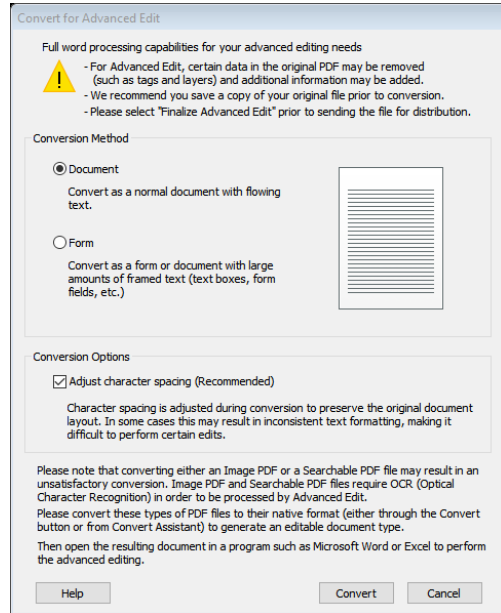 Convert for Advanced Edit
Full word processing capabilities for your advanced editing needs
- For Advanced Edit, certain data in the original PDF may be removed
(such as tags and layers) and additional information may be added.
- We recommend you save a copy of your original file prior to conversion.
- Please select "Finalize Advanced Edit" prior to sending the file for distribution.
Conversion Method
Document
Convert as a normal document with flowing
text.
Form
Convert as a form or document with large
amounts of framed text (text boxes, form
fields, etc.)
Conversion Options
Adjust character spacing (Recommended)
Character spacing is adjusted during conversion to preserve the original document
layout. In some cases this may result in inconsistent text formatting, making it
difficult to perform certain edits.
Please note that converting either an Image PDF or a Searchable PDF file may result in an
unsatisfactory conversion. Image PDF and Searchable PDF files require OCR (Optical
Character Recognition) in order to be processed by Advanced Edit.
Please convert these types of PDF files to their native format (either through the Convert
button or from Convert Assistant) to generate an editable document type.
Then open the resulting document in a program such as Microsoft Word or Excel to perform
the advanced editing.
Help
Convert
Cancel